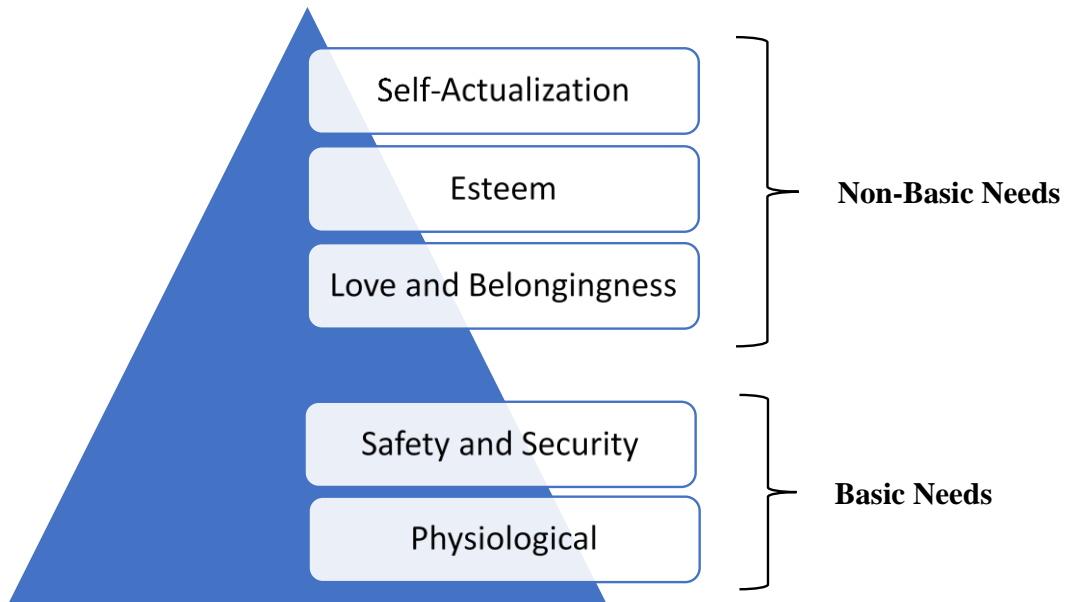 Self-Actualization
Esteem
Love and Belongingness
Non-Basic Needs
Safety and Security
Physiological
Basic Needs